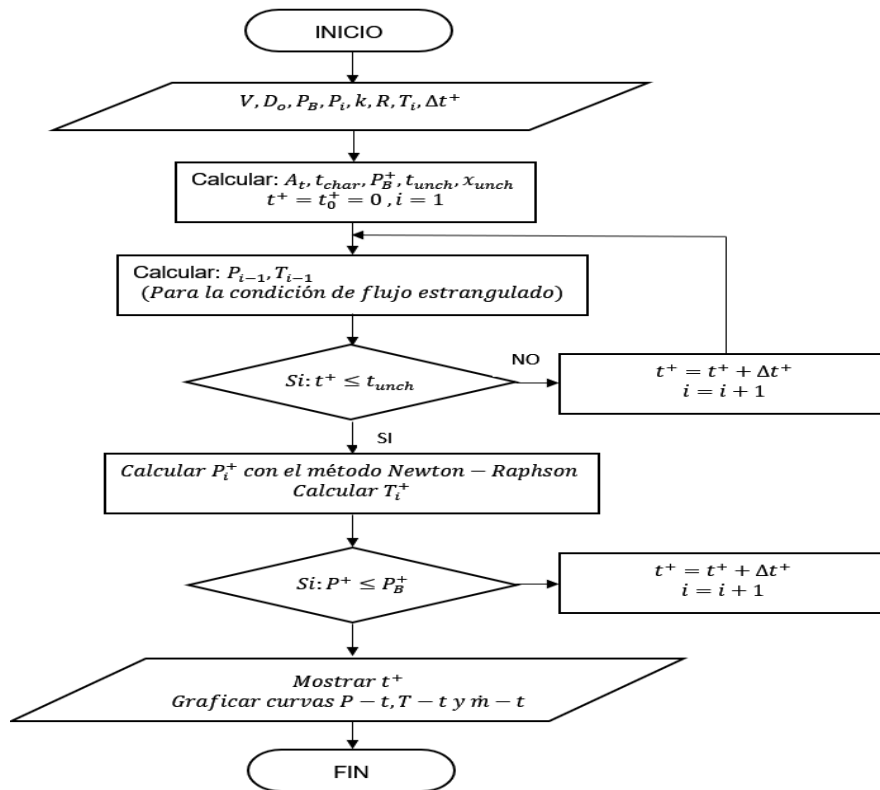 INICIO
V, D₀, P_B, P_i, k, R, T_i, Δt⁺
Calcular: A_t, t_char, P_B⁺, t_unch, x_unch
t⁺ = t₀⁺ = 0 , i = 1
Calcular: P_{i−1}, T_{i−1}
(Para la condición de flujo estrangulado)
Si: t⁺ ≤ t_unch
NO
t⁺ = t⁺ + Δt⁺
i = i + 1
SI
Calcular P_i⁺ con el método Newton − Raphson
Calcular T_i⁺
Si: P⁺ ≤ P_B⁺
t⁺ = t⁺ + Δt⁺
i = i + 1
Mostrar t⁺
Graficar curvas P − t, T − t y ṁ − t
FIN